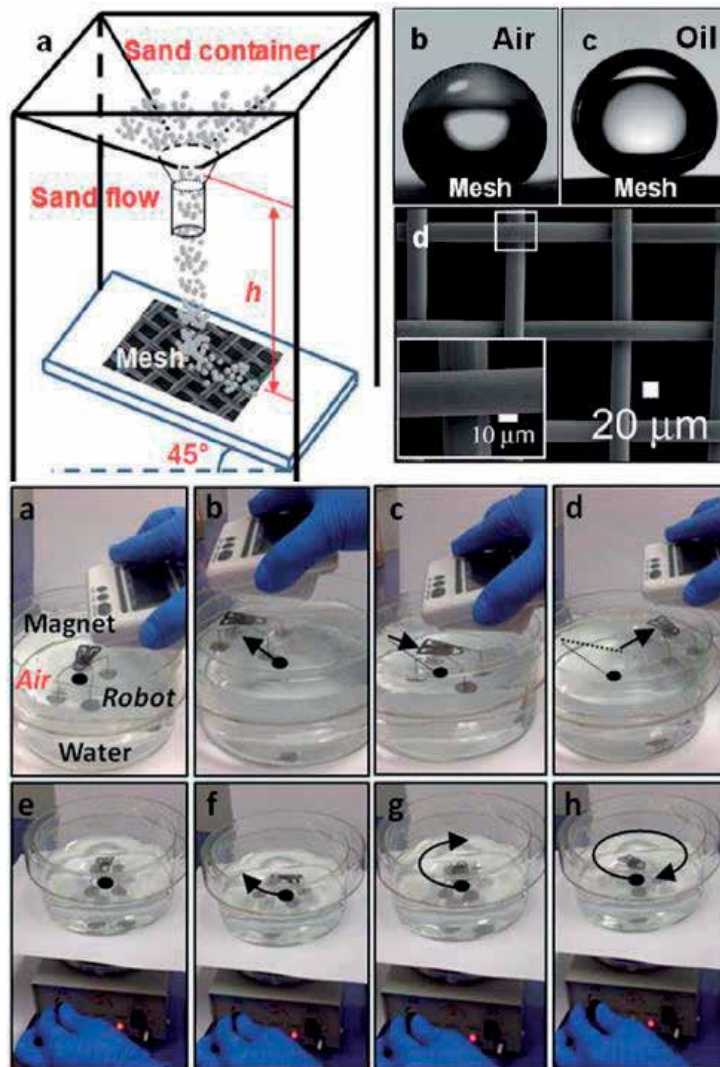 a
Sand container
Sand flow
h
Mesh
45°
b Air
Mesh
c Oil
Mesh
d
10 µm
20 µm
a
Magnet
Air
Robot
Water
b
c
d
e
f
g
h